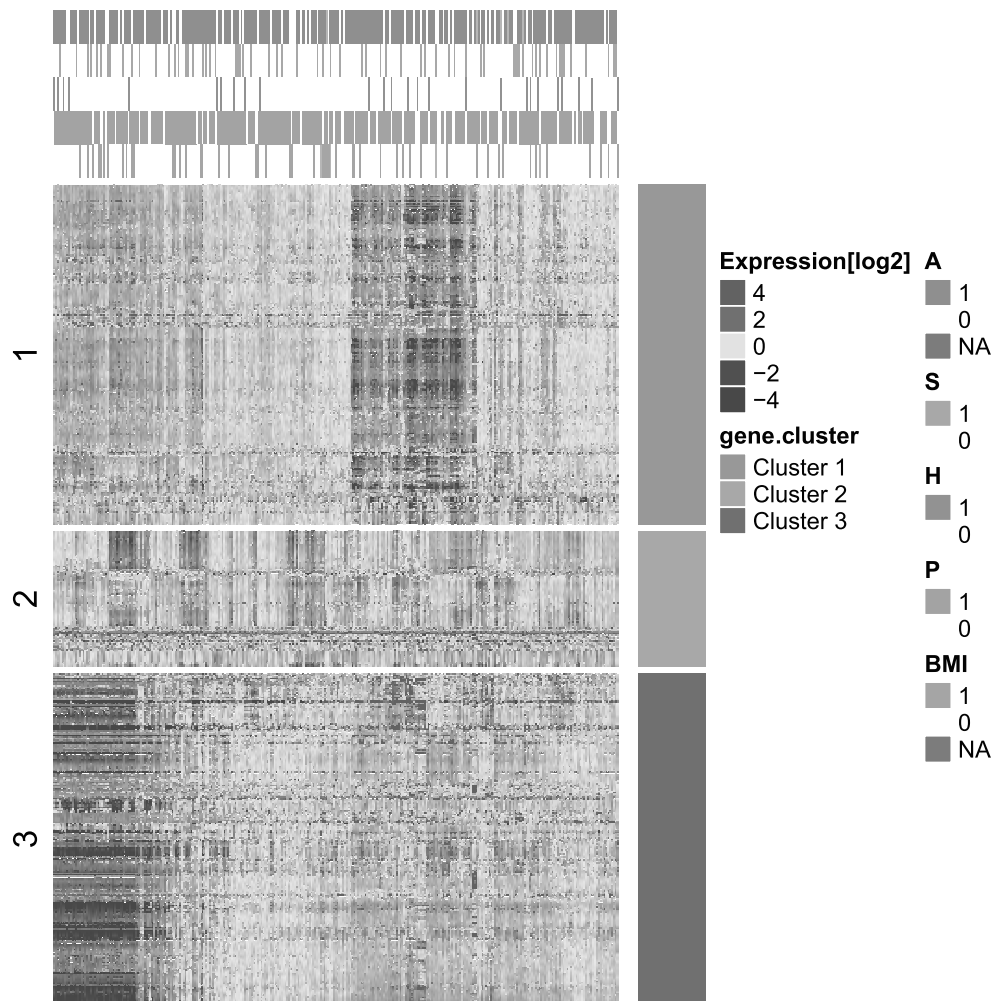 1
2
3
Expression[log2]
4
2
0
−2
−4
gene.cluster
Cluster 1
Cluster 2
Cluster 3
A
1
0
NA
S
1
0
H
1
0
P
1
0
BMI
1
0
NA